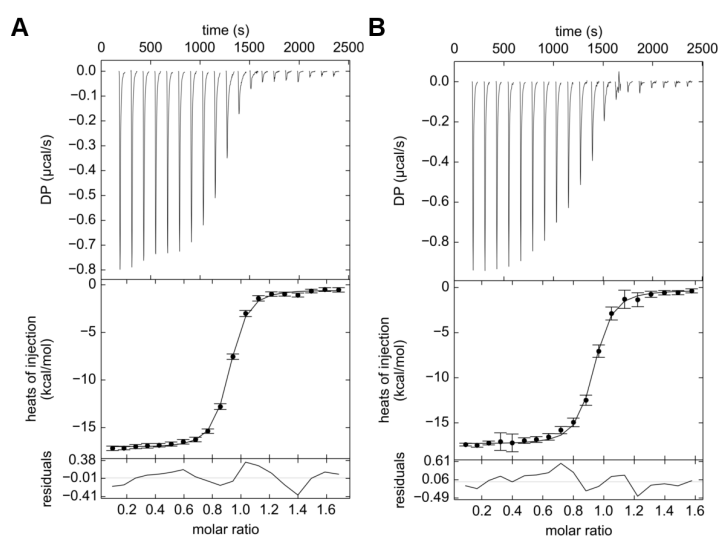 A
B
time (s)
time (s)
0 500 1000 1500 2000 2500
0 500 1000 1500 2000 2500
DP (µcal/s)
0.0
−0.1
−0.2
−0.3
−0.4
−0.5
−0.6
−0.7
−0.8
DP (µcal/s)
0.0
−0.2
−0.4
−0.6
−0.8
heats of injection
(kcal/mol)
0
−5
−10
−15
heats of injection
(kcal/mol)
0
−5
−10
−15
residuals
0.38
−0.01
−0.41
residuals
0.61
0.06
−0.49
0.2 0.4 0.6 0.8 1.0 1.2 1.4 1.6
0.2 0.4 0.6 0.8 1.0 1.2 1.4 1.6
molar ratio
molar ratio